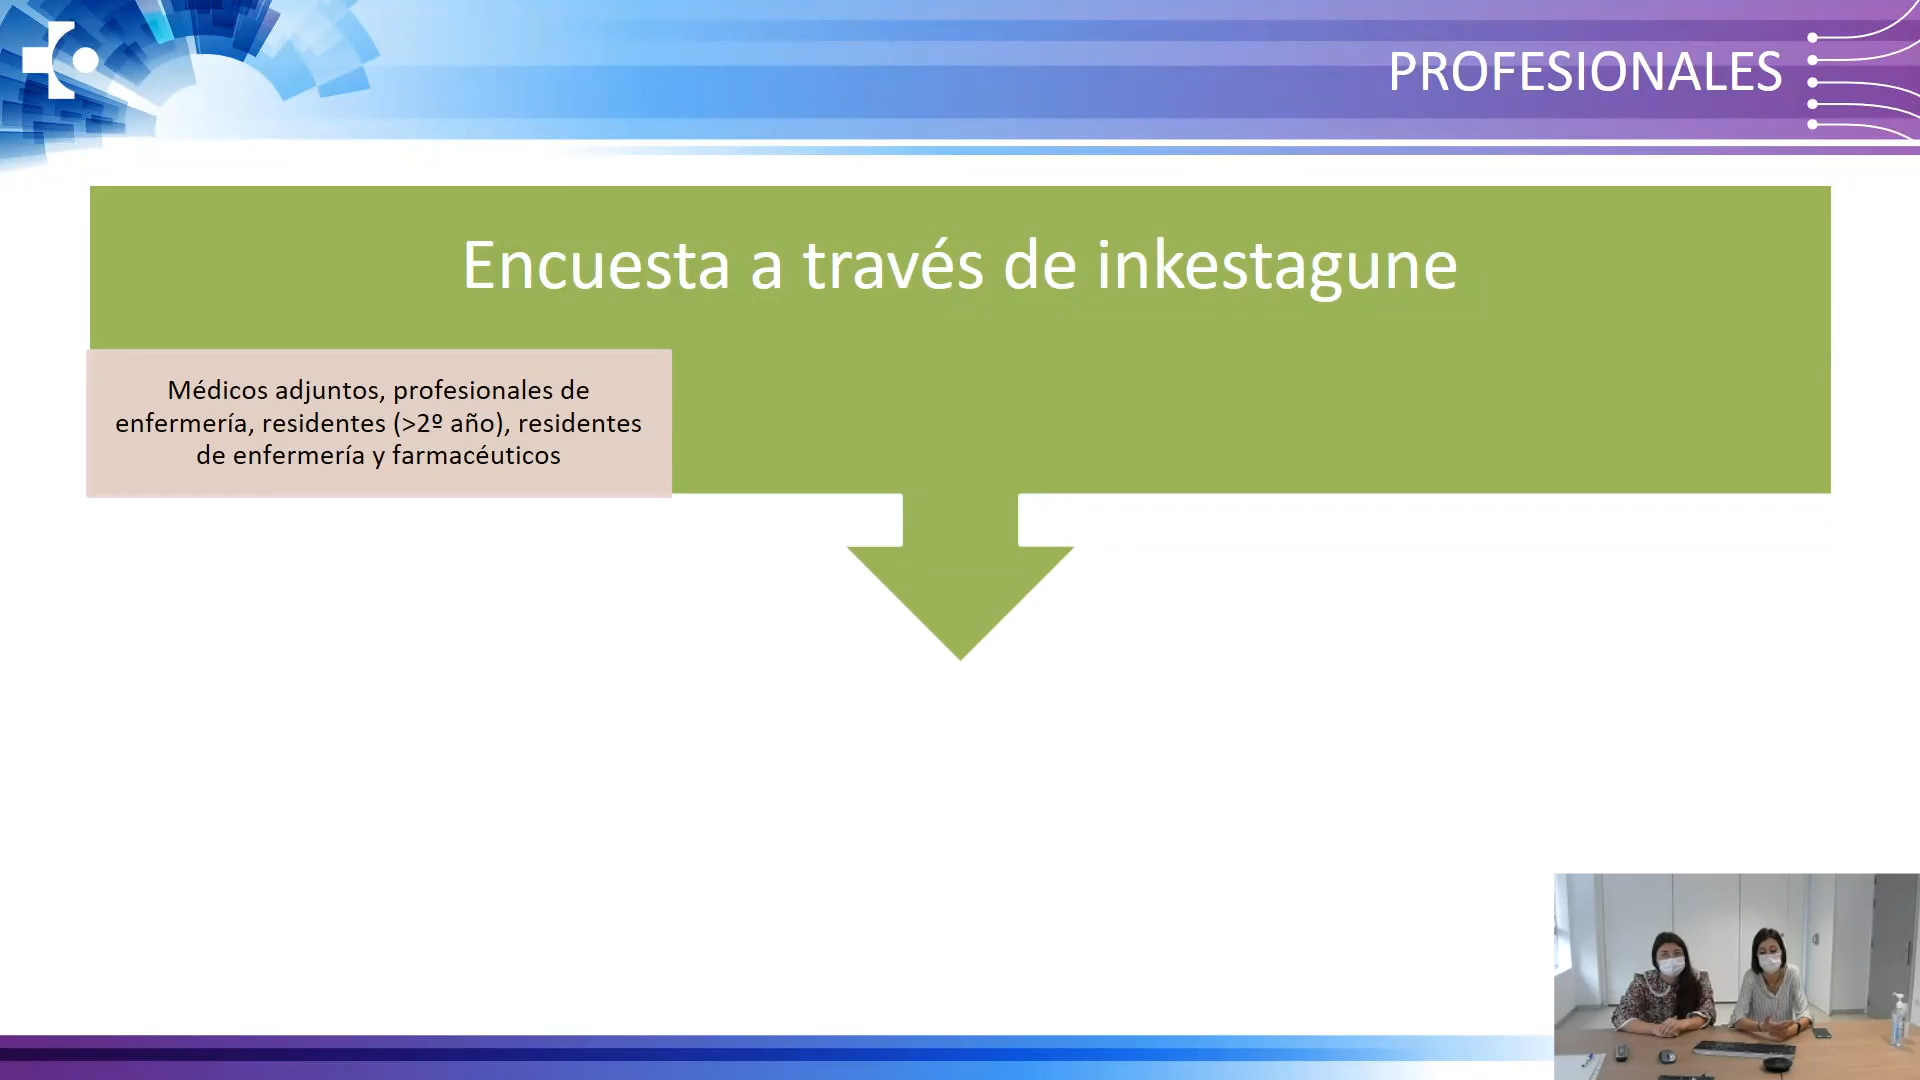 PROFESIONALES
Encuesta a través de inkestagune
Médicos adjuntos, profesionales de
enfermería, residentes (>2º año), residentes
de enfermería y farmacéuticos